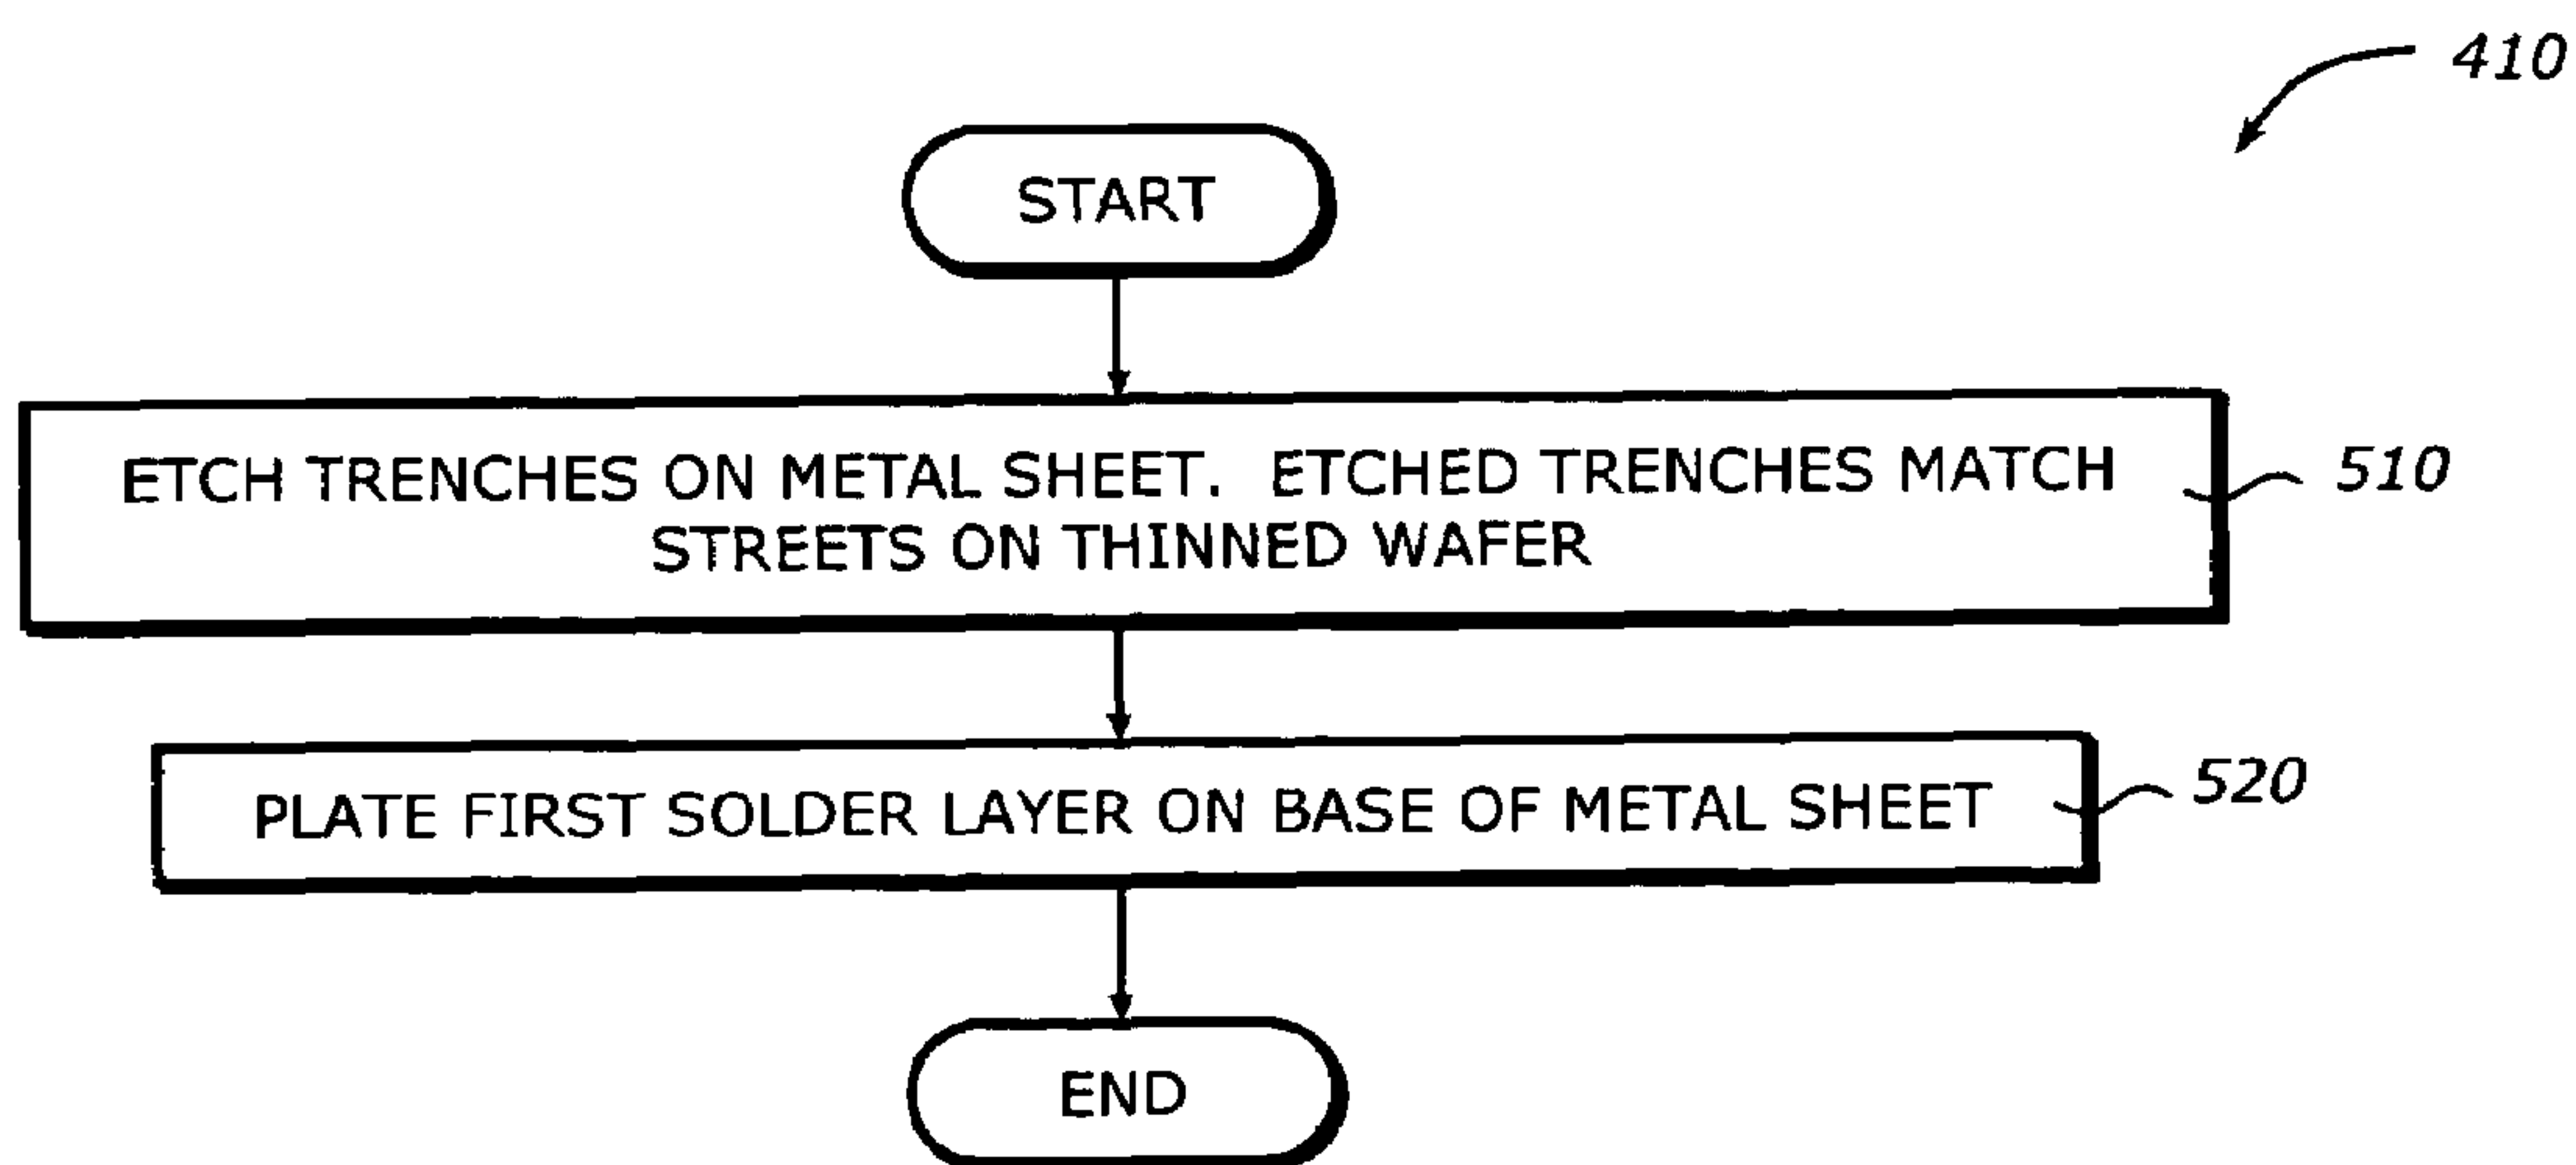 410
START
ETCH TRENCHES ON METAL SHEET. ETCHED TRENCHES MATCH
STREETS ON THINNED WAFER
510
PLATE FIRST SOLDER LAYER ON BASE OF METAL SHEET
520
END